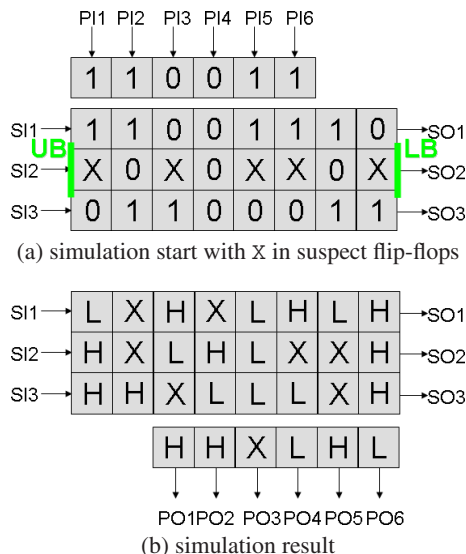 PI1 PI2 PI3 PI4 PI5 PI6
1 1 0 0 1 1
SI1 1 1 0 0 1 1 1 0 SO1
UB LB
SI2 X 0 X 0 X X 0 X SO2
SI3 0 1 1 0 0 0 1 1 SO3
(a) simulation start with X in suspect flip-flops
SI1 L X H X L H L H SO1
SI2 H X L H L X X H SO2
SI3 H H X L L L X H SO3
H H X L H L
PO1 PO2 PO3 PO4 PO5 PO6
(b) simulation result